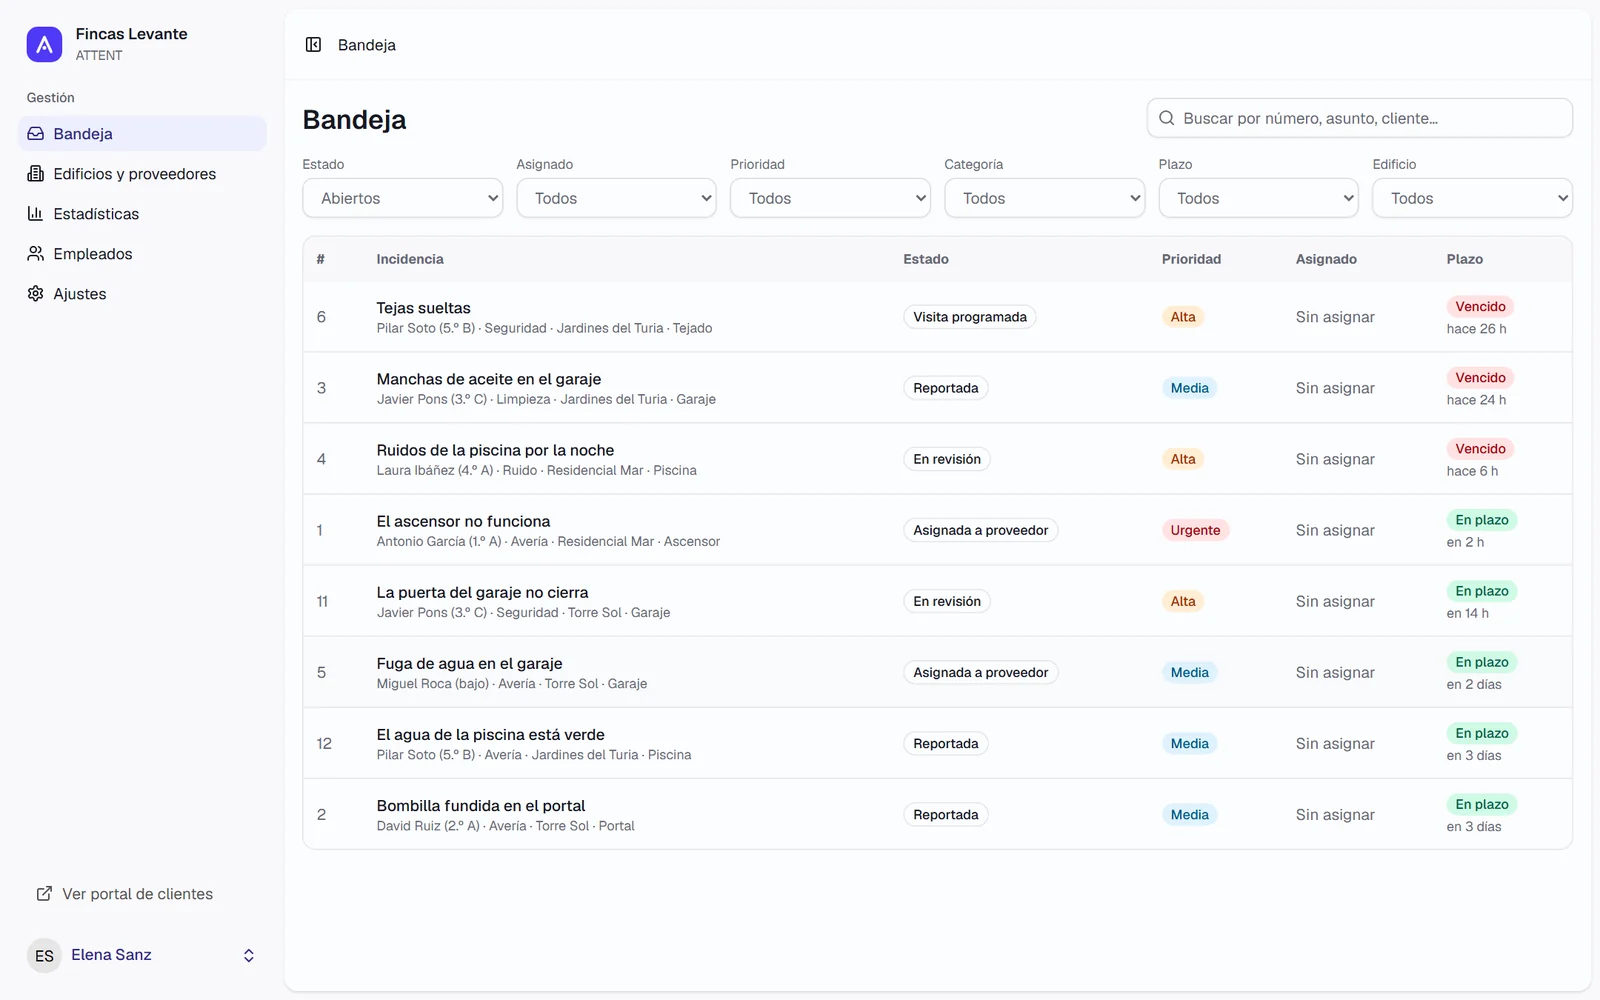 Fincas Levante
ATTENT
Gestión
Bandeja
Edificios y proveedores
Estadísticas
Empleados
Ajustes
Ver portal de clientes
ES
Elena Sanz
Bandeja
Bandeja
Buscar por número, asunto, cliente...
Estado Asignado Prioridad Categoría Plazo Edificio
Abiertos Todos Todos Todos Todos Todos
# Incidencia Estado Prioridad Asignado Plazo
6 Tejas sueltas Visita programada Alta Sin asignar Vencido
Pilar Soto (5.º B) · Seguridad · Jardines del Turia · Tejado hace 26 h
3 Manchas de aceite en el garaje Reportada Media Sin asignar Vencido
Javier Pons (3.º C) · Limpieza · Jardines del Turia · Garaje hace 24 h
4 Ruidos de la piscina por la noche En revisión Alta Sin asignar Vencido
Laura Ibáñez (4.º A) · Ruido · Residencial Mar · Piscina hace 6 h
1 El ascensor no funciona Asignada a proveedor Urgente Sin asignar En plazo
Antonio García (1.º A) · Avería · Residencial Mar · Ascensor en 2 h
11 La puerta del garaje no cierra En revisión Alta Sin asignar En plazo
Javier Pons (3.º C) · Seguridad · Torre Sol · Garaje en 14 h
5 Fuga de agua en el garaje Asignada a proveedor Media Sin asignar En plazo
Miguel Roca (bajo) · Avería · Torre Sol · Garaje en 2 días
12 El agua de la piscina está verde Reportada Media Sin asignar En plazo
Pilar Soto (5.º B) · Avería · Jardines del Turia · Piscina en 3 días
2 Bombilla fundida en el portal Reportada Media Sin asignar En plazo
David Ruiz (2.º A) · Avería · Torre Sol · Portal en 3 días